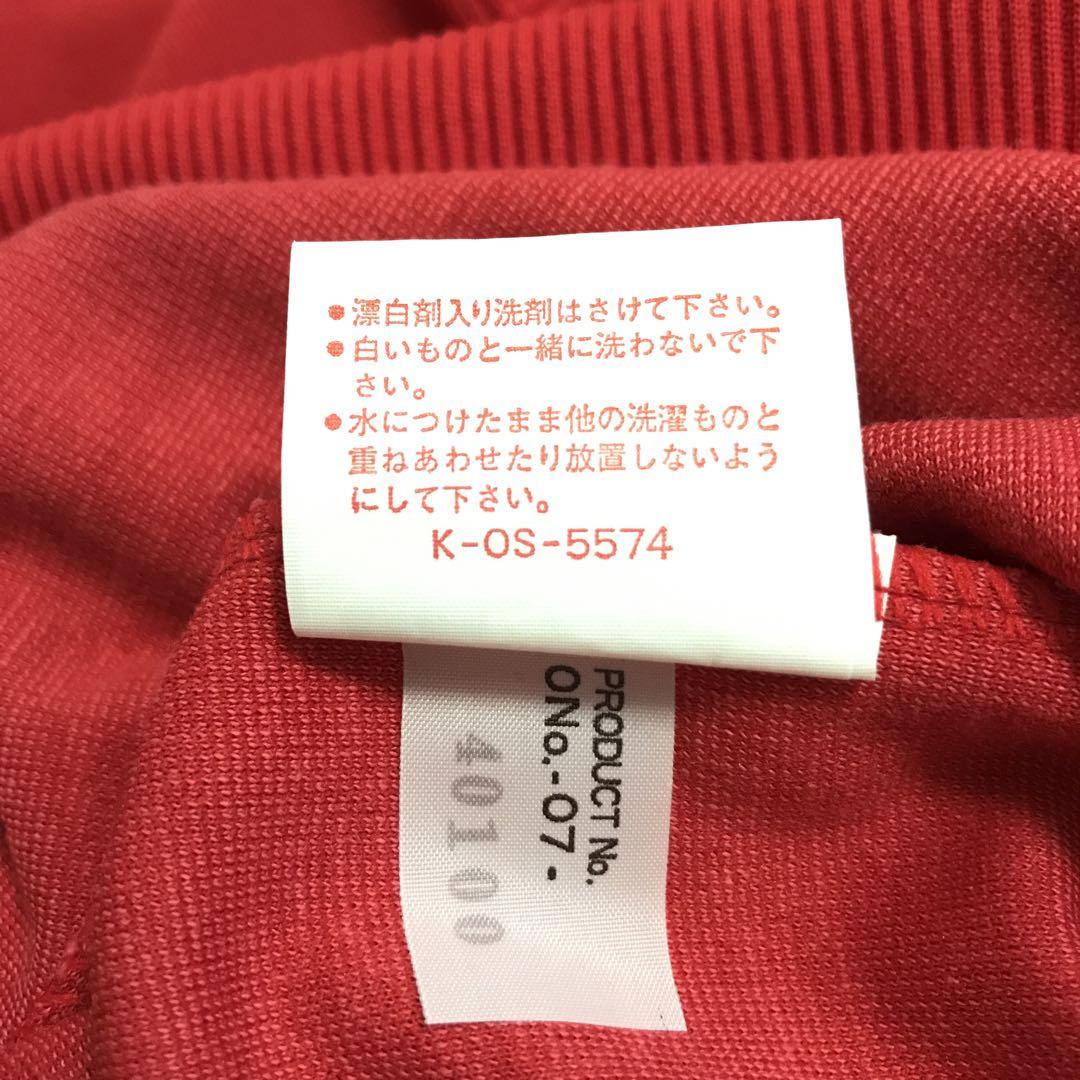 ●漂白剤入り洗剤はさけて下さい。
●白いものと一緒に洗わないで下
さい。
●水につけたまま他の洗濯ものと
重ねあわせたり放置しないよう
にして下さい。
K-OS-5574
PRODUCT No.
ONo.-07-
40100